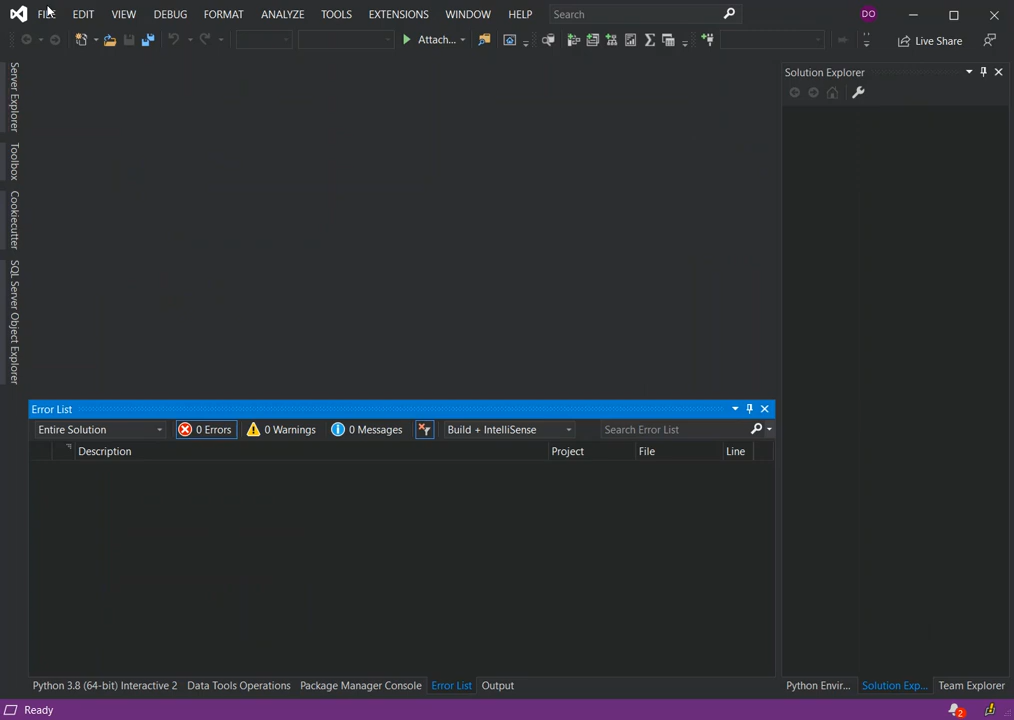 FILE EDIT VIEW DEBUG FORMAT ANALYZE TOOLS EXTENSIONS WINDOW HELP Search DO
Attach... Live Share
Server Explorer
Toolbox
Cookiecutter
SQL Server Object Explorer
Solution Explorer
Error List
Entire Solution 0 Errors 0 Warnings 0 Messages Build + IntelliSense Search Error List
Description Project File Line
Python 3.8 (64-bit) Interactive 2 Data Tools Operations Package Manager Console Error List Output
Python Envir... Solution Exp... Team Explorer
Ready 2